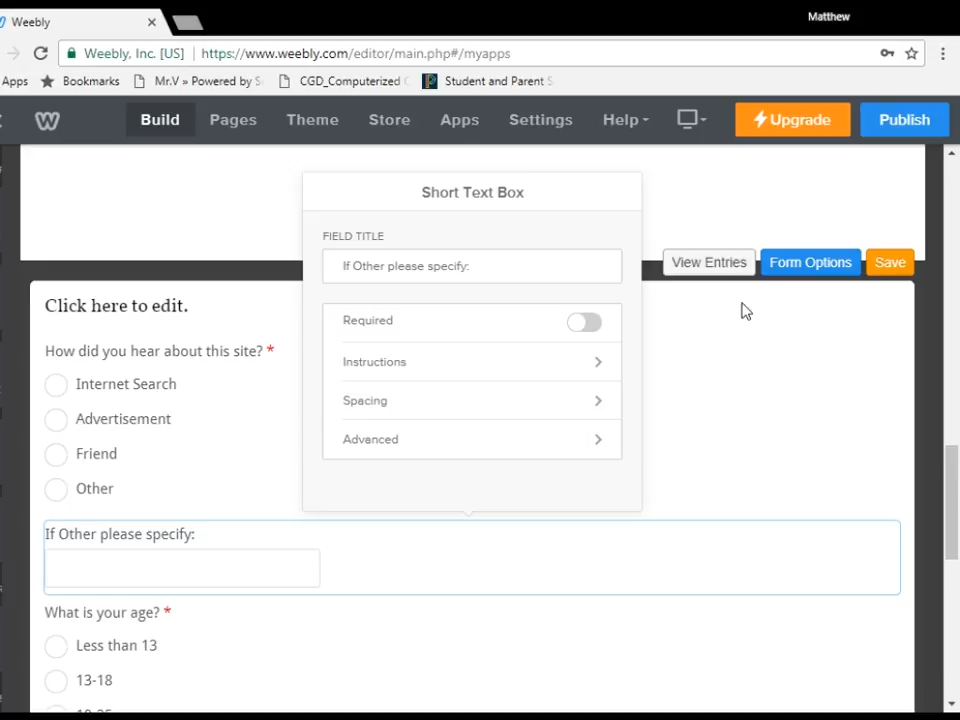 Weebly
Matthew
Weebly, Inc. [US] https://www.weebly.com/editor/main.php#/myapps
Apps Bookmarks Mr.V » Powered by CGD_Computerized Student and Parent
Build Pages Theme Store Apps Settings Help Upgrade Publish
Short Text Box
FIELD TITLE
If Other please specify:
View Entries Form Options Save
Required
Instructions
Spacing
Advanced
Click here to edit.
How did you hear about this site? *
Internet Search
Advertisement
Friend
Other
If Other please specify:
What is your age? *
Less than 13
13-18